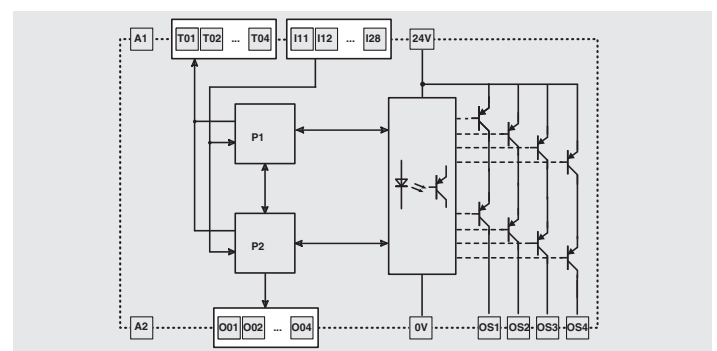 A1 T01 T02 ... T04 I11 I12 ... I28 24V
P1
P2
A2 O01 O02 ... O04 0V OS1 OS2 OS3 OS4